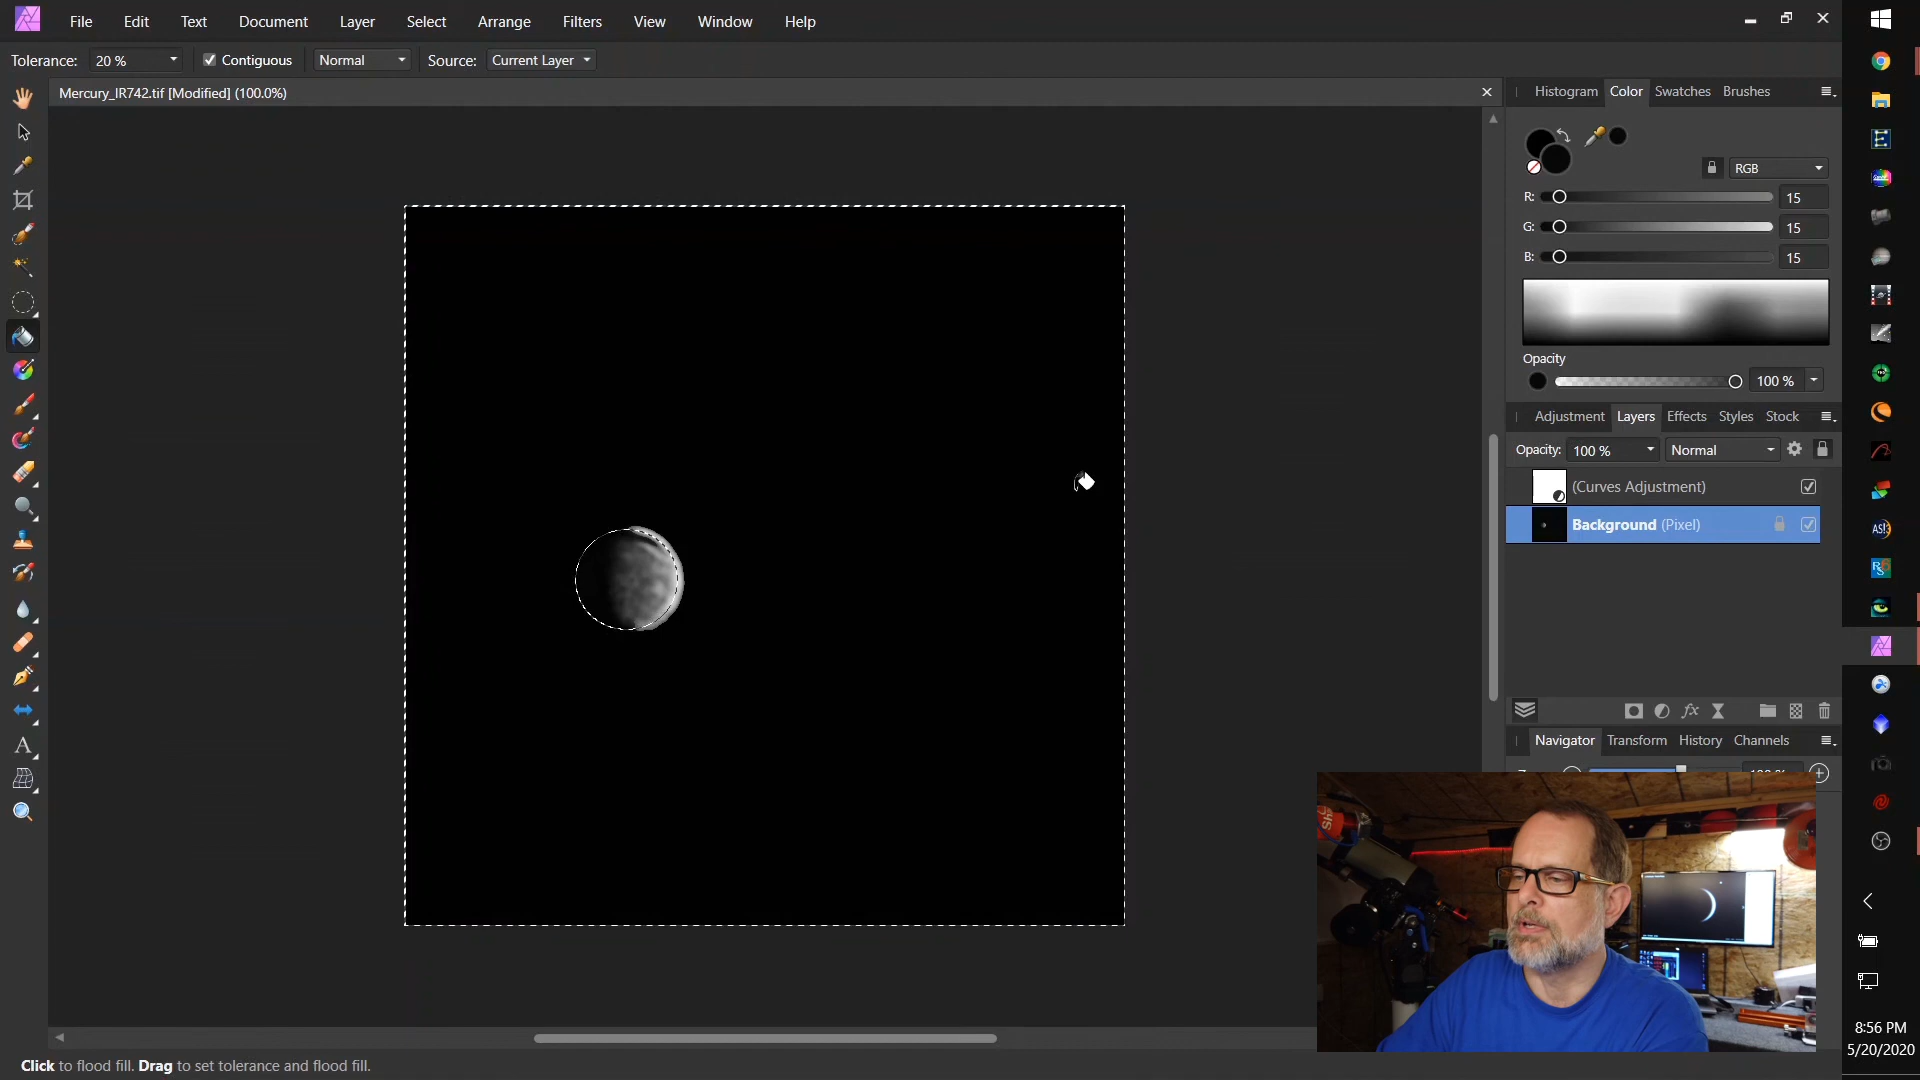 File Edit Text Document Layer Select Arrange Filters View Window Help
Tolerance: 20 % Contiguous Normal Source: Current Layer
Mercury_IR742.tif [Modified] (100.0%)
Histogram Color Swatches Brushes
RGB
R: 15
G: 15
B: 15
Opacity
100 %
Adjustment Layers Effects Styles Stock
Opacity: 100 % Normal
(Curves Adjustment)
Background (Pixel)
fx
Navigator Transform History Channels
Click to flood fill. Drag to set tolerance and flood fill.
8:56 PM
5/20/2020